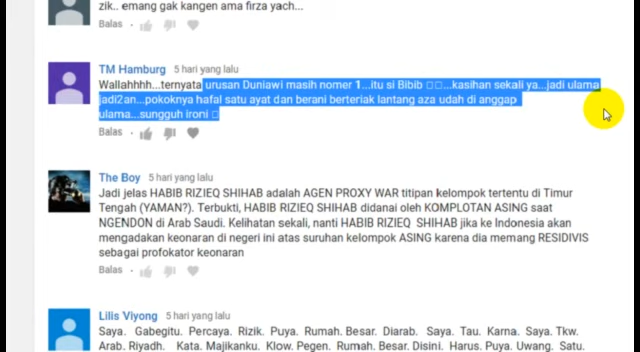 zik.. emang gak kangen ama firza yach...
Balas
TM Hamburg 5 hari yang lalu
Wallahhhh...ternyata urusan Duniawi masih nomer 1...itu si Bibib □□...kasihan sekali ya...jadi ulama
jadi2an...pokoknya hafal satu ayat dan berani berteriak lantang aza udah di anggap
ulama...sungguh ironi □
Balas
The Boy 5 hari yang lalu
Jadi jelas HABIB RIZIEQ SHIHAB adalah AGEN PROXY WAR titipan kelompok tertentu di Timur
Tengah (YAMAN?). Terbukti, HABIB RIZIEQ SHIHAB didanai oleh KOMPLOTAN ASING saat
NGENDON di Arab Saudi. Kelihatan sekali, nanti HABIB RIZIEQ SHIHAB jika ke Indonesia akan
mengadakan keonaran di negeri ini atas suruhan kelompok ASING karena dia memang RESIDIVIS
sebagai profokator keonaran
Balas
Lilis Viyong 5 hari yang lalu
Saya. Gabegitu. Percaya. Rizik. Puya. Rumah. Besar. Diarab. Saya. Tau. Karna. Saya. Tkw.
Arab. Riyadh. Kata. Majikanku. Klow. Pegen. Rumah. Besar. Disini. Harus. Puya. Uwang. Satu.